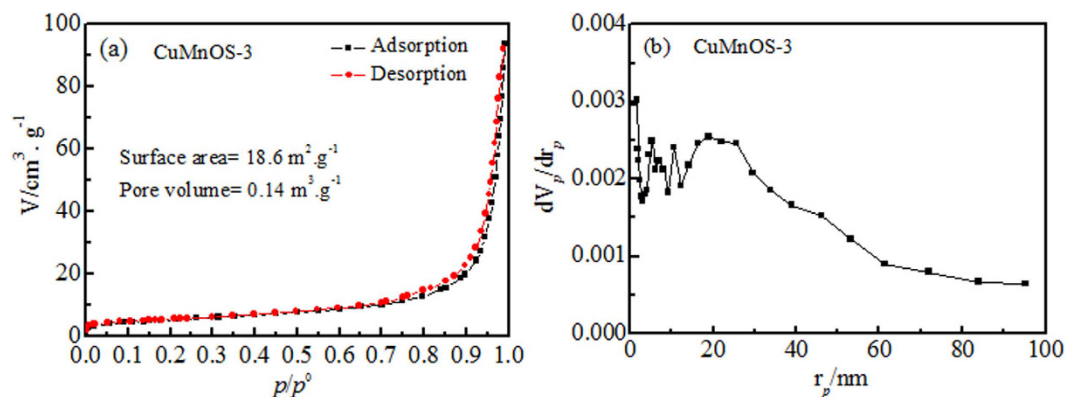 (a) CuMnOS-3
Adsorption
Desorption
Surface area= 18.6 m².g⁻¹
Pore volume= 0.14 m³.g⁻¹
V/cm³. g⁻¹
100
80
60
40
20
0
0.0 0.1 0.2 0.3 0.4 0.5 0.6 0.7 0.8 0.9 1.0
p/p⁰
(b) CuMnOS-3
dVₚ/drₚ
0.004
0.003
0.002
0.001
0.000
0 20 40 60 80 100
rₚ/nm